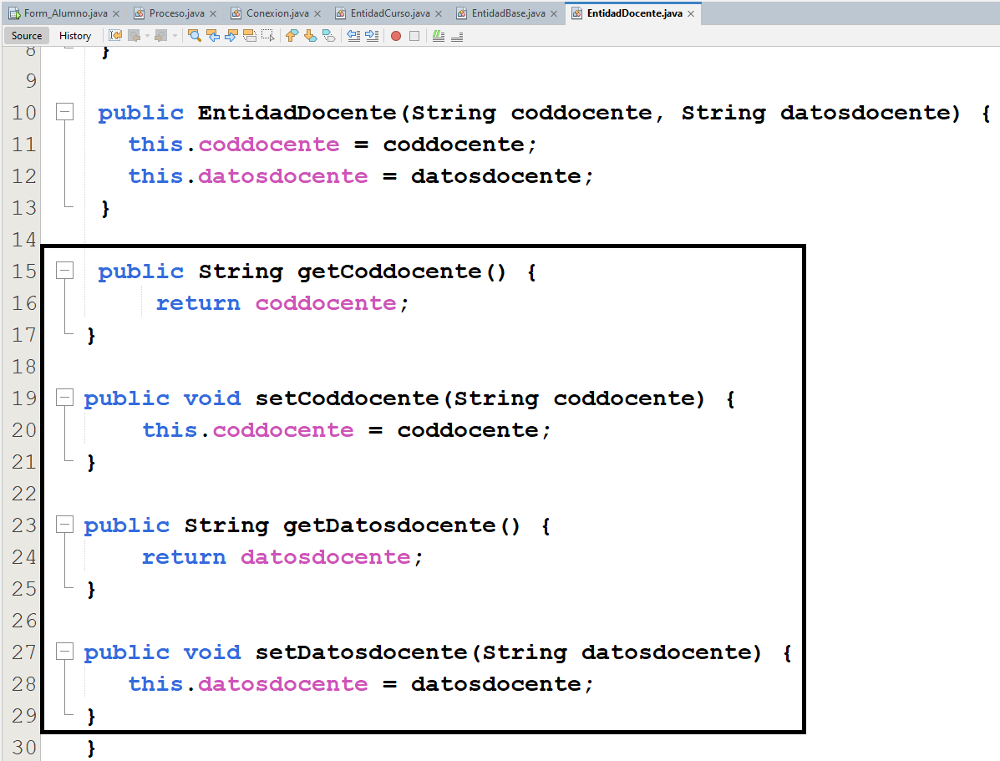 Form_Alumno.java Proceso.java Conexion.java EntidadCurso.java EntidadBase.java EntidadDocente.java
Source History
8 }
9
10 public EntidadDocente(String coddocente, String datosdocente) {
11 this.coddocente = coddocente;
12 this.datosdocente = datosdocente;
13 }
14
15 public String getCoddocente() {
16 return coddocente;
17 }
18
19 public void setCoddocente(String coddocente) {
20 this.coddocente = coddocente;
21 }
22
23 public String getDatosdocente() {
24 return datosdocente;
25 }
26
27 public void setDatosdocente(String datosdocente) {
28 this.datosdocente = datosdocente;
29 }
30 }